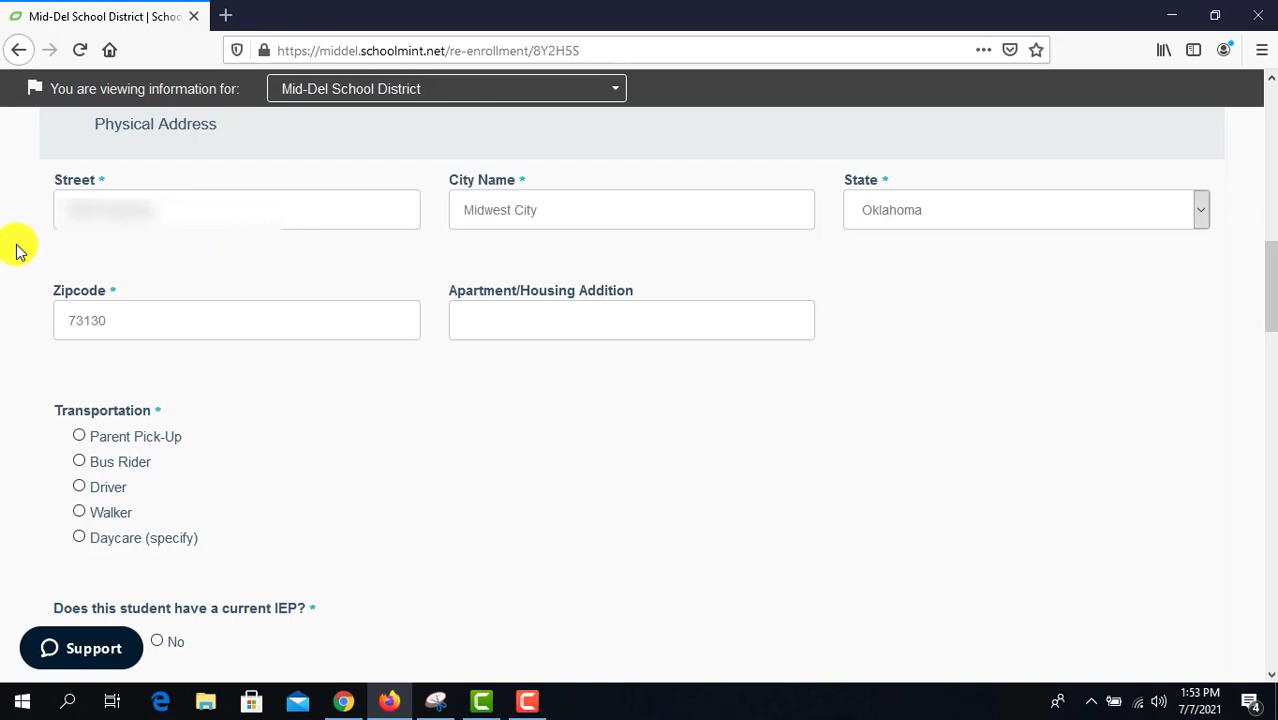 Mid-Del School District | Schoo
https://middel.schoolmint.net/re-enrollment/8Y2H5S
You are viewing information for: Mid-Del School District
Physical Address
Street * City Name * State *
Midwest City Oklahoma
Zipcode * Apartment/Housing Addition
73130
Transportation *
Parent Pick-Up
Bus Rider
Driver
Walker
Daycare (specify)
Does this student have a current IEP? *
Support No
1:53 PM
7/7/2021
4